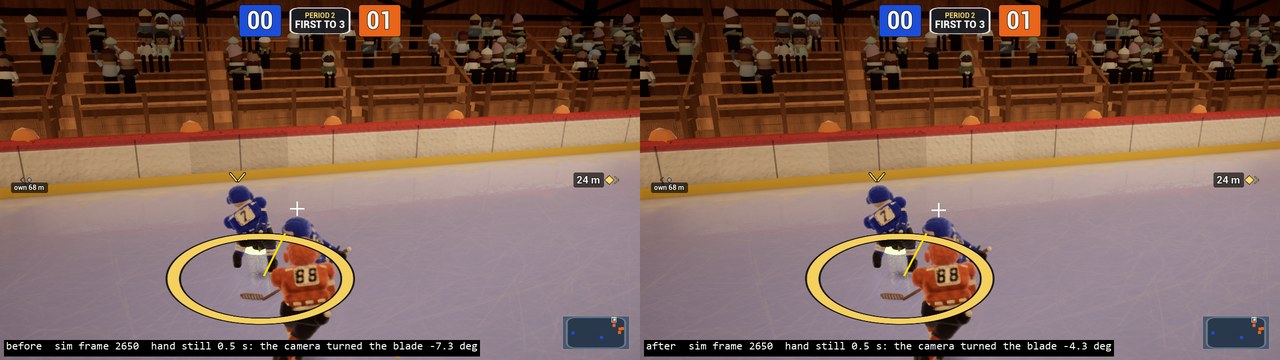 00
PERIOD 2
FIRST TO 3
01
own 68 m
24 m
7
68
before sim frame 2650 hand still 0.5 s: the camera turned the blade -7.3 deg
00
PERIOD 2
FIRST TO 3
01
own 68 m
24 m
7
68
after sim frame 2650 hand still 0.5 s: the camera turned the blade -4.3 deg